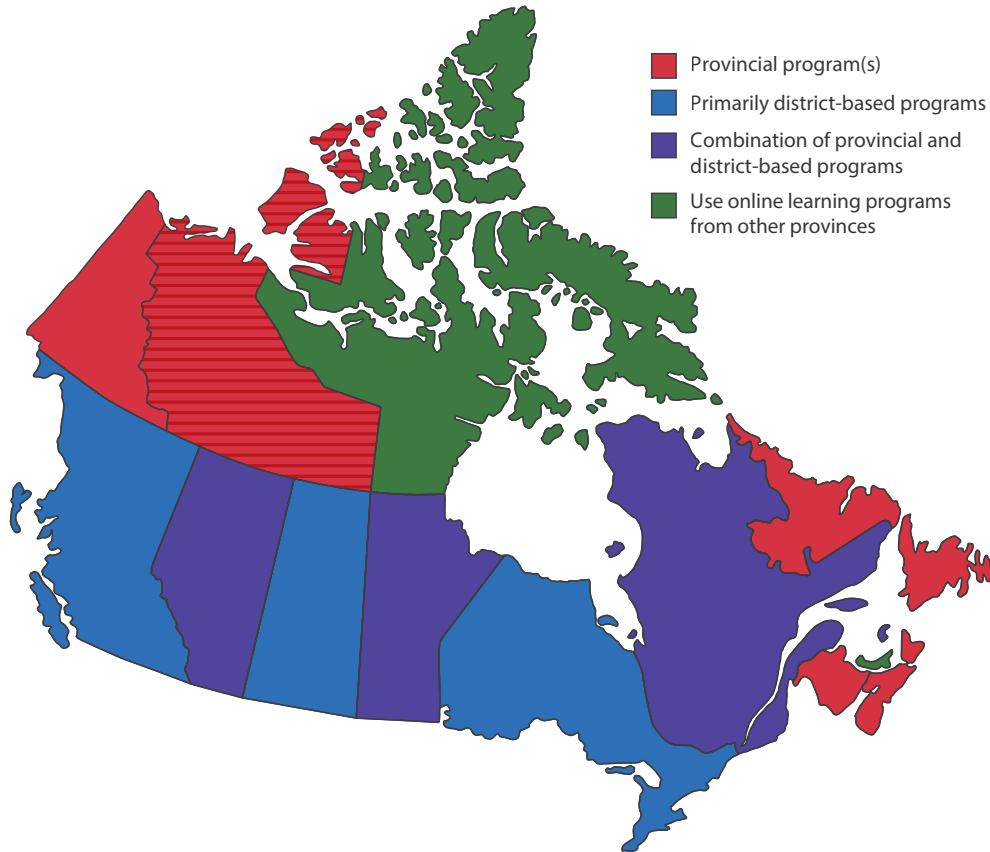 Provincial program(s)
Primarily district-based programs
Combination of provincial and
district-based programs
Use online learning programs
from other provinces